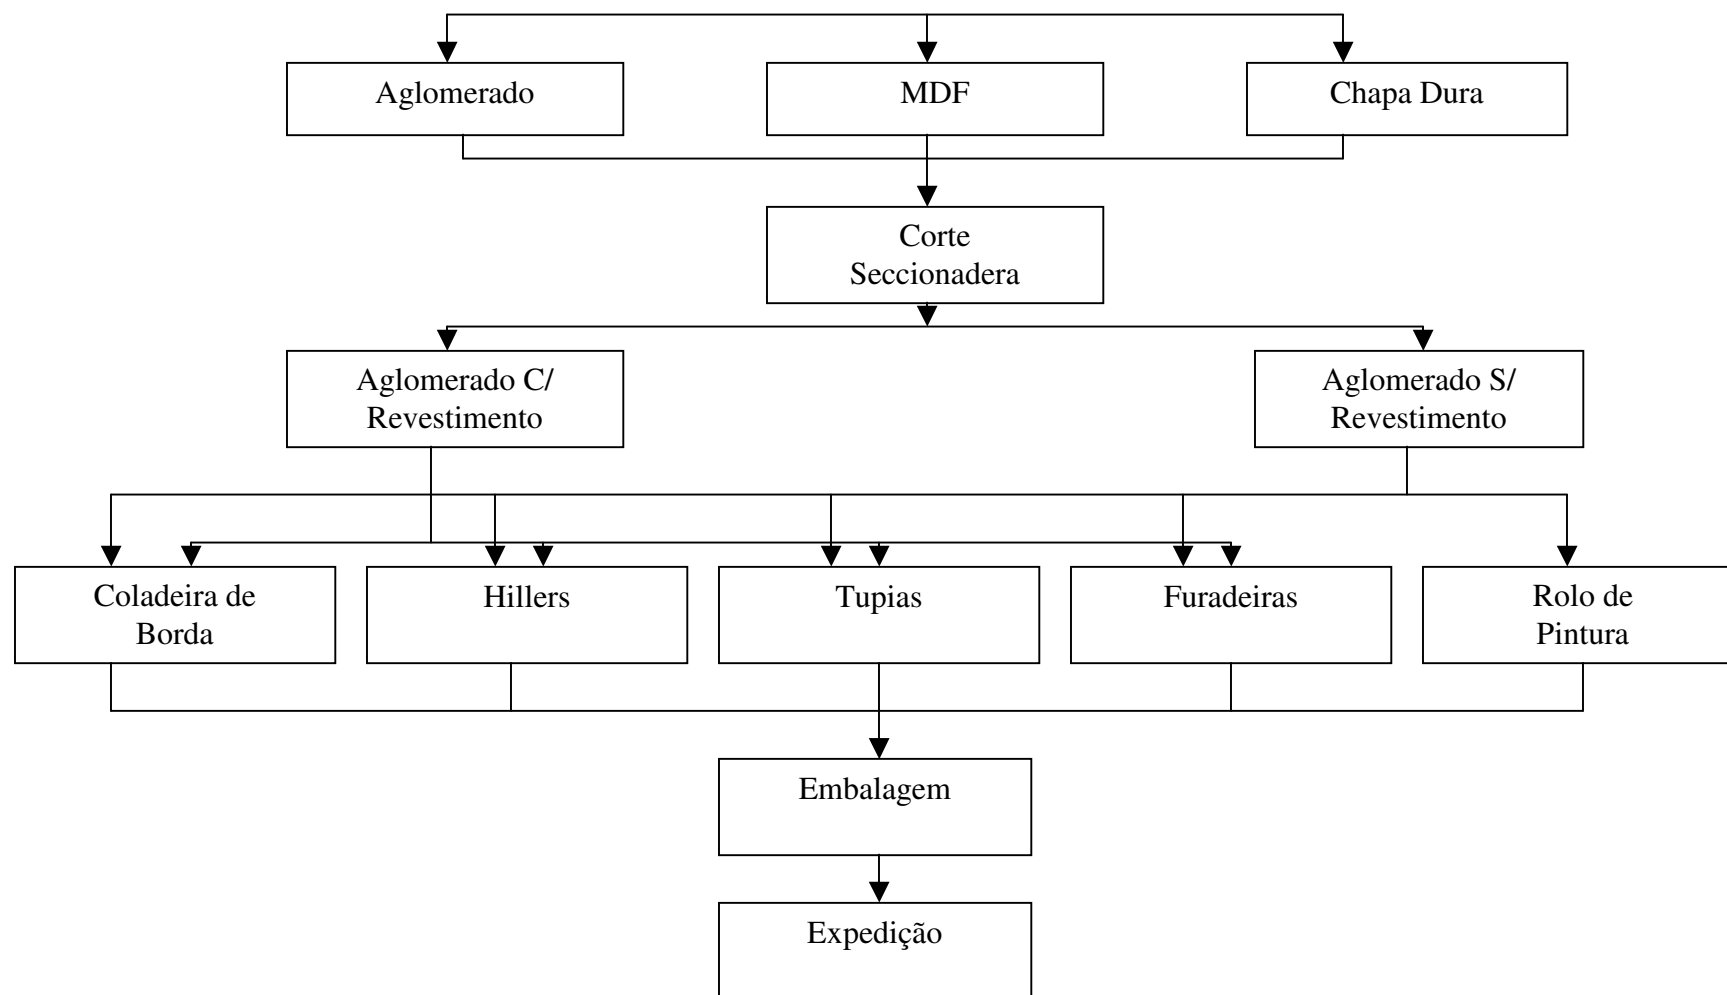 Aglomerado
MDF
Chapa Dura
Corte
Seccionadera
Aglomerado C/
Revestimento
Aglomerado S/
Revestimento
Coladeira de
Borda
Hillers
Tupias
Furadeiras
Rolo de
Pintura
Embalagem
Expedição